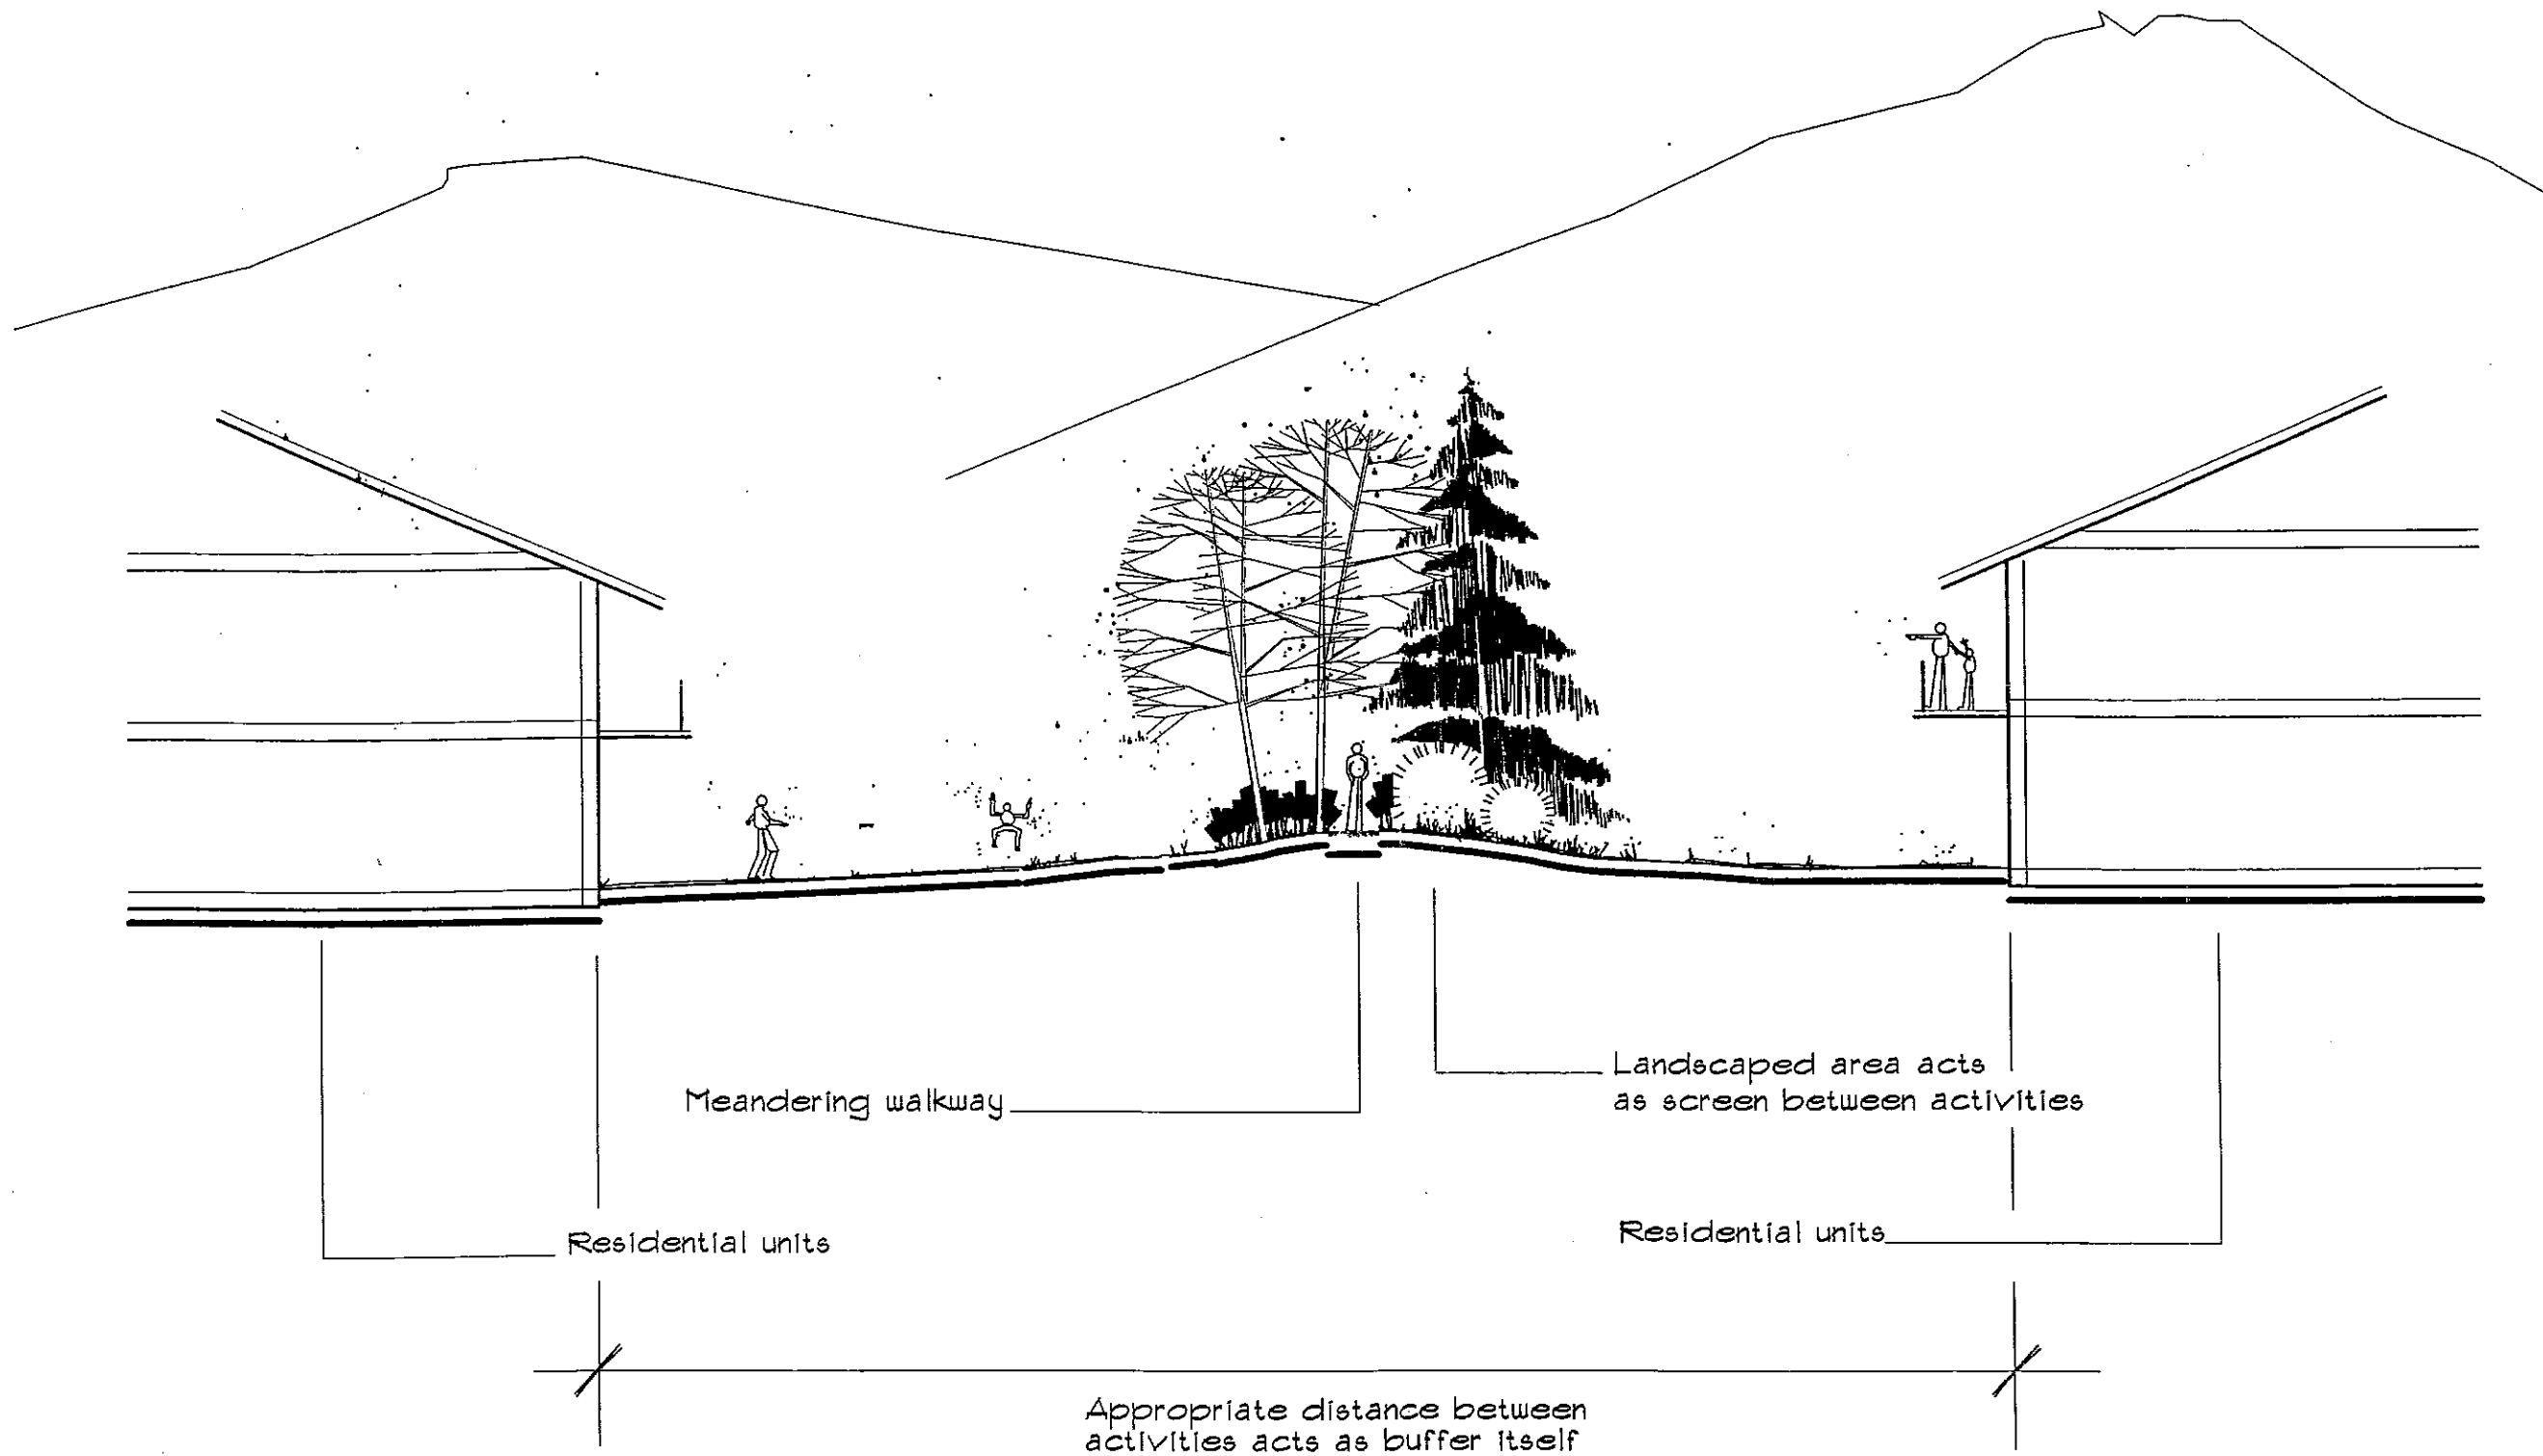 Meandering walkway
Landscaped area acts
as screen between activities
Residential units
Residential units
Appropriate distance between
activities acts as buffer itself